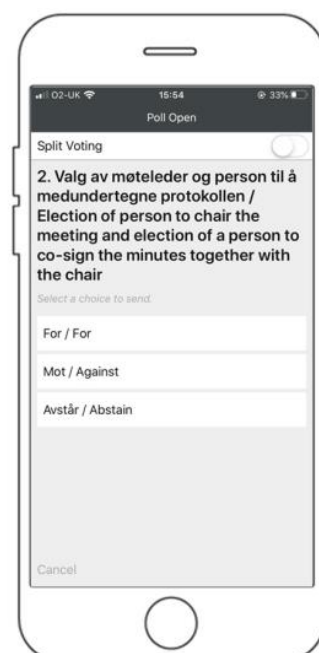 O2-UK 15:54 33%
Poll Open
Split Voting
2. Valg av møteleder og person til å
medundertegne protokollen /
Election of person to chair the
meeting and election of a person to
co-sign the minutes together with
the chair
Select a choice to send.
For / For
Mot / Against
Avstår / Abstain
Cancel